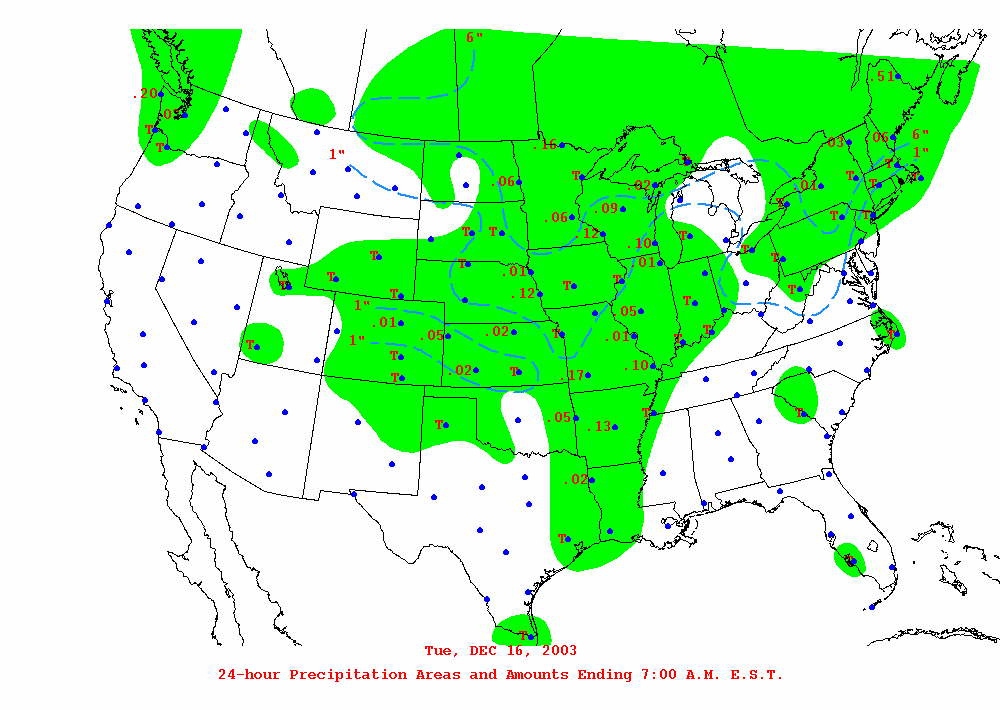 6"
.51
.20
.05
T
T
1"
.16
.03
.06
6"
1"
T
T
T
T
T
T
.06
.02
.01
T
.06
.09
T
T
T
T
T
.12
.10
T
T
T
T
.01
.01
T
T
T
T
.12
T
T
T
1"
.01
.05
.02
T
.05
.01
T
T
T
T
1"
T
T
T
.02
T
.17
.10
T
.05
.13
T
T
.02
T
T
T
Tue, DEC 16, 2003
24-hour Precipitation Areas and Amounts Ending 7:00 A.M. E.S.T.